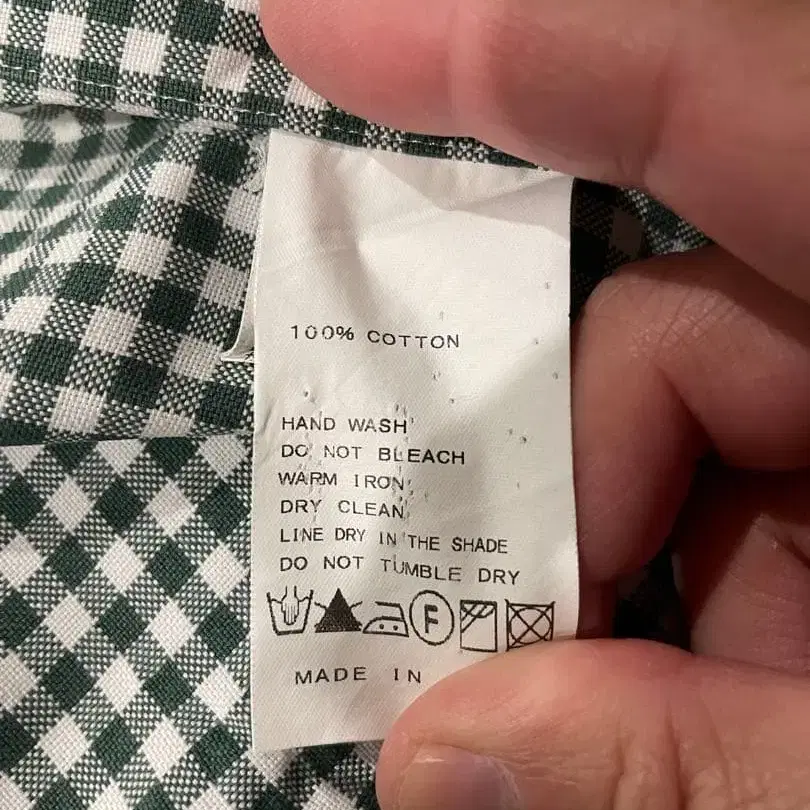 100% COTTON
HAND WASH
DO NOT BLEACH
WARM IRON
DRY CLEAN
LINE DRY IN THE SHADE
DO NOT TUMBLE DRY
F
MADE IN